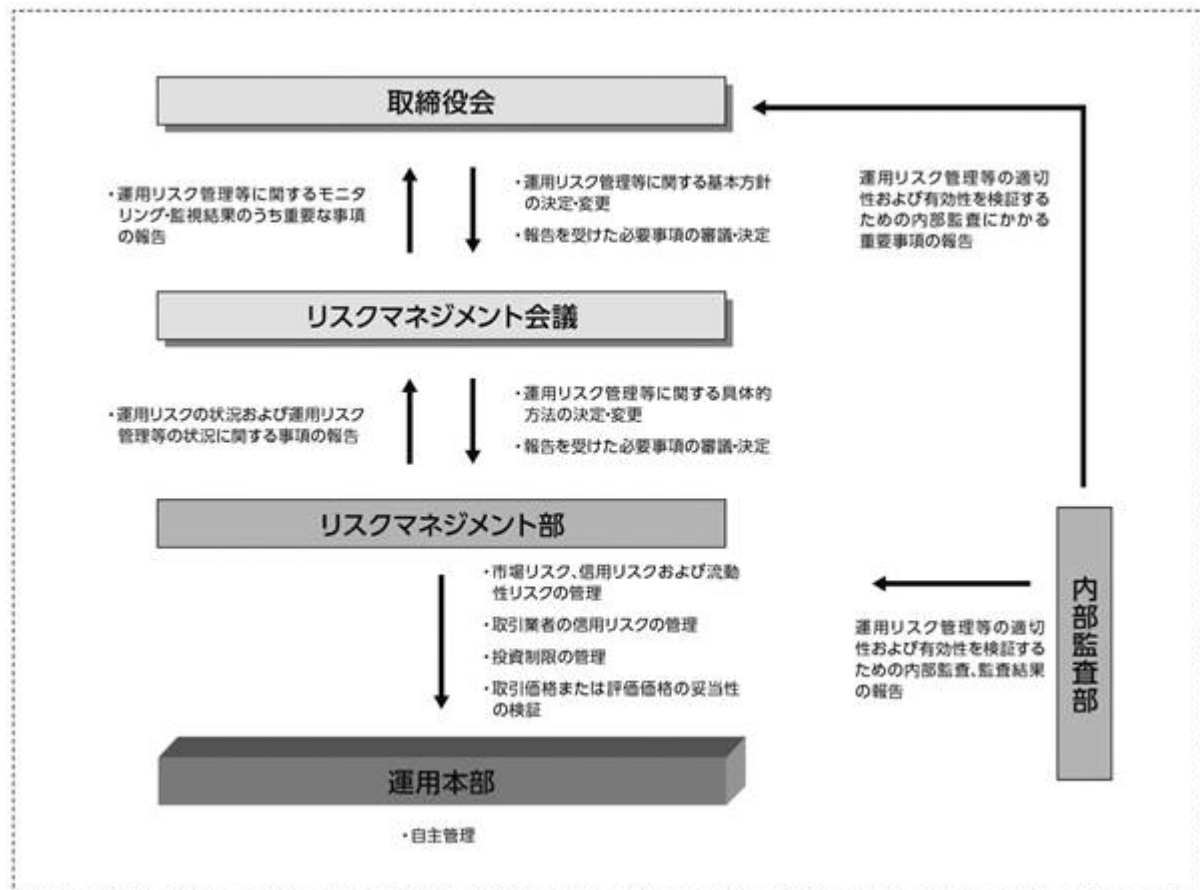 取締役会
・運用リスク管理等に関するモニタ
リング・監視結果のうち重要な事項
の報告
・運用リスク管理等に関する基本方針
の決定・変更
・報告を受けた必要事項の審議・決定
運用リスク管理等の適切
性および有効性を検証する
ための内部監査にかかる
重要事項の報告
リスクマネジメント会議
・運用リスクの状況および運用リスク
管理等の状況に関する事項の報告
・運用リスク管理等に関する具体的
方法の決定・変更
・報告を受けた必要事項の審議・決定
リスクマネジメント部
・市場リスク、信用リスクおよび流動
性リスクの管理
・取引業者の信用リスクの管理
・投資制限の管理
・取引価格または評価価格の妥当性
の検証
運用リスク管理等の適切
性および有効性を検証する
ための内部監査、監査結果
の報告
内部監査部
運用本部
・自主管理